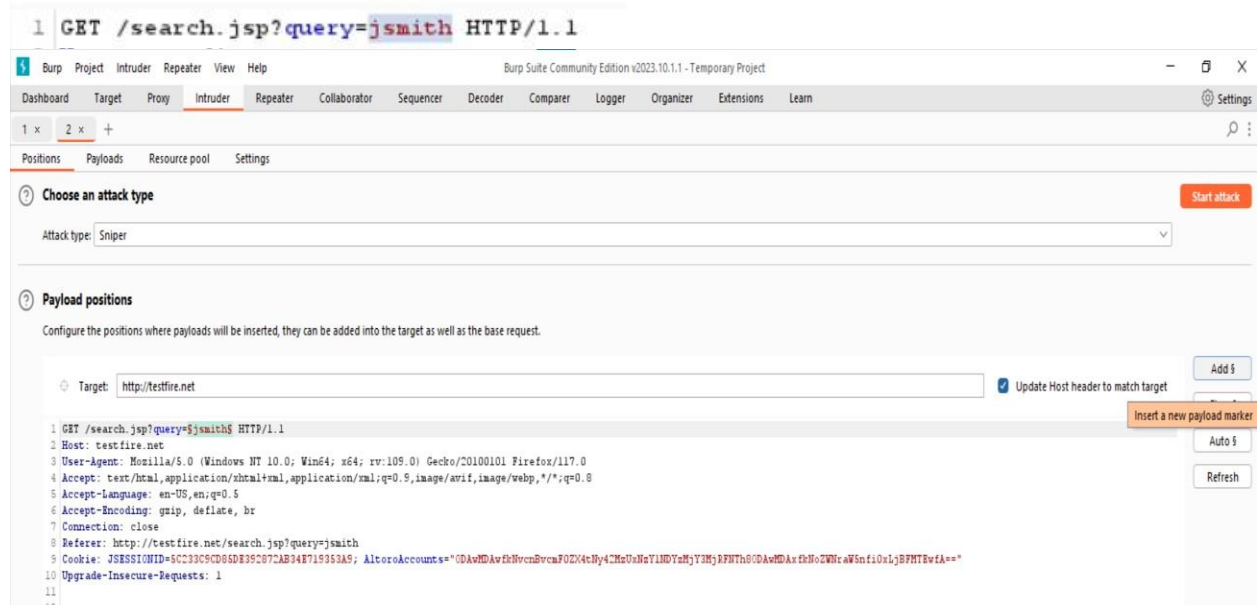 1 GET /search.jsp?query=jsmith HTTP/1.1
Burp Project Intruder Repeater View Help Burp Suite Community Edition v2023.10.1.1 - Temporary Project
Dashboard Target Proxy Intruder Repeater Collaborator Sequencer Decoder Comparer Logger Organizer Extensions Learn Settings
1 × 2 × +
Positions Payloads Resource pool Settings
Choose an attack type
Start attack
Attack type: Sniper
Payload positions
Configure the positions where payloads will be inserted, they can be added into the target as well as the base request.
Add §
Target: http://testfire.net Update Host header to match target
Insert a new payload marker
Auto §
Refresh
1 GET /search.jsp?query=§jsmith§ HTTP/1.1
2 Host: testfire.net
3 User-Agent: Mozilla/5.0 (Windows NT 10.0; Win64; x64; rv:109.0) Gecko/20100101 Firefox/117.0
4 Accept: text/html,application/xhtml+xml,application/xml;q=0.9,image/avif,image/webp,*/*;q=0.8
5 Accept-Language: en-US,en;q=0.5
6 Accept-Encoding: gzip, deflate, br
7 Connection: close
8 Referer: http://testfire.net/search.jsp?query=jsmith
9 Cookie:
10 Upgrade-Insecure-Requests: 1
11